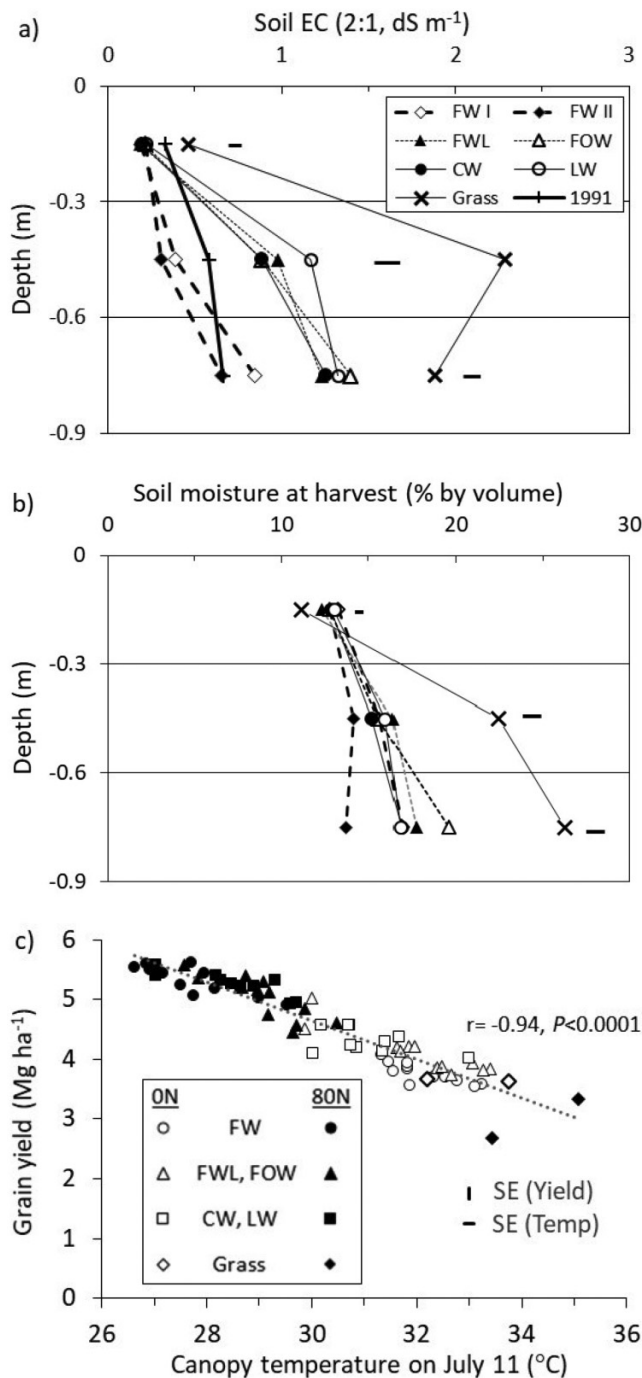 a)
Soil EC (2:1, dS m⁻¹)
0 1 2 3
0
-0.3
-0.6
-0.9
Depth (m)
FW I FW II
FWL FOW
CW LW
Grass 1991
b)
Soil moisture at harvest (% by volume)
0 10 20 30
0
-0.3
-0.6
-0.9
Depth (m)
c)
6
5
4
3
2
1
0
Grain yield (Mg ha⁻¹)
r= -0.94, P<0.0001
0N 80N
FW
FWL, FOW
CW, LW
Grass
SE (Yield)
SE (Temp)
26 28 30 32 34 36
Canopy temperature on July 11 (°C)